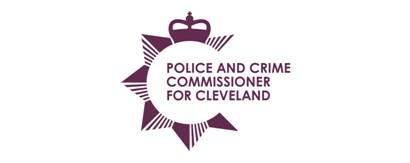 POLICE AND CRIME
COMMISSIONER
FOR CLEVELAND